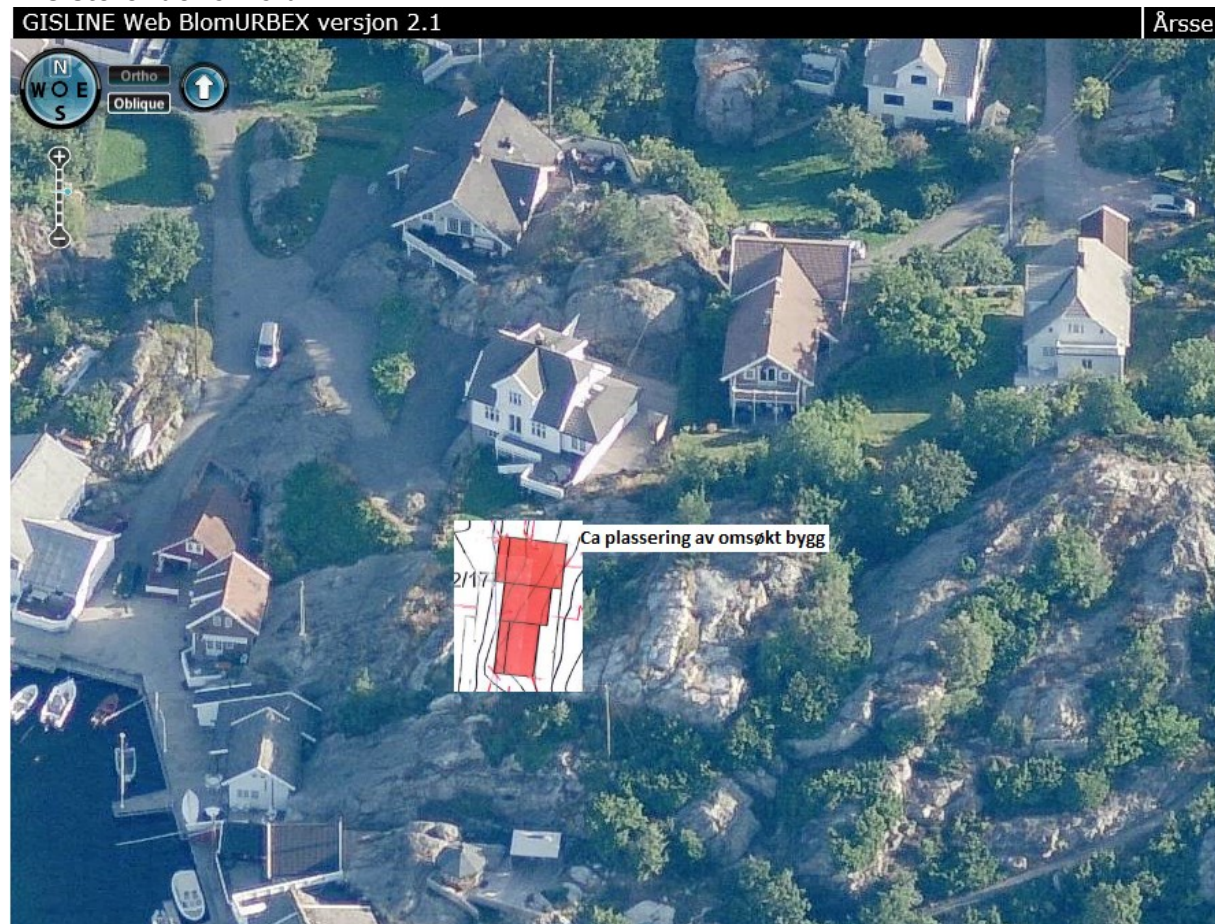 GISLINE Web BlomURBEX versjon 2.1
Årsse
N
W O E
S
Ortho
Oblique
Ca plassering av omsøkt bygg
2/17